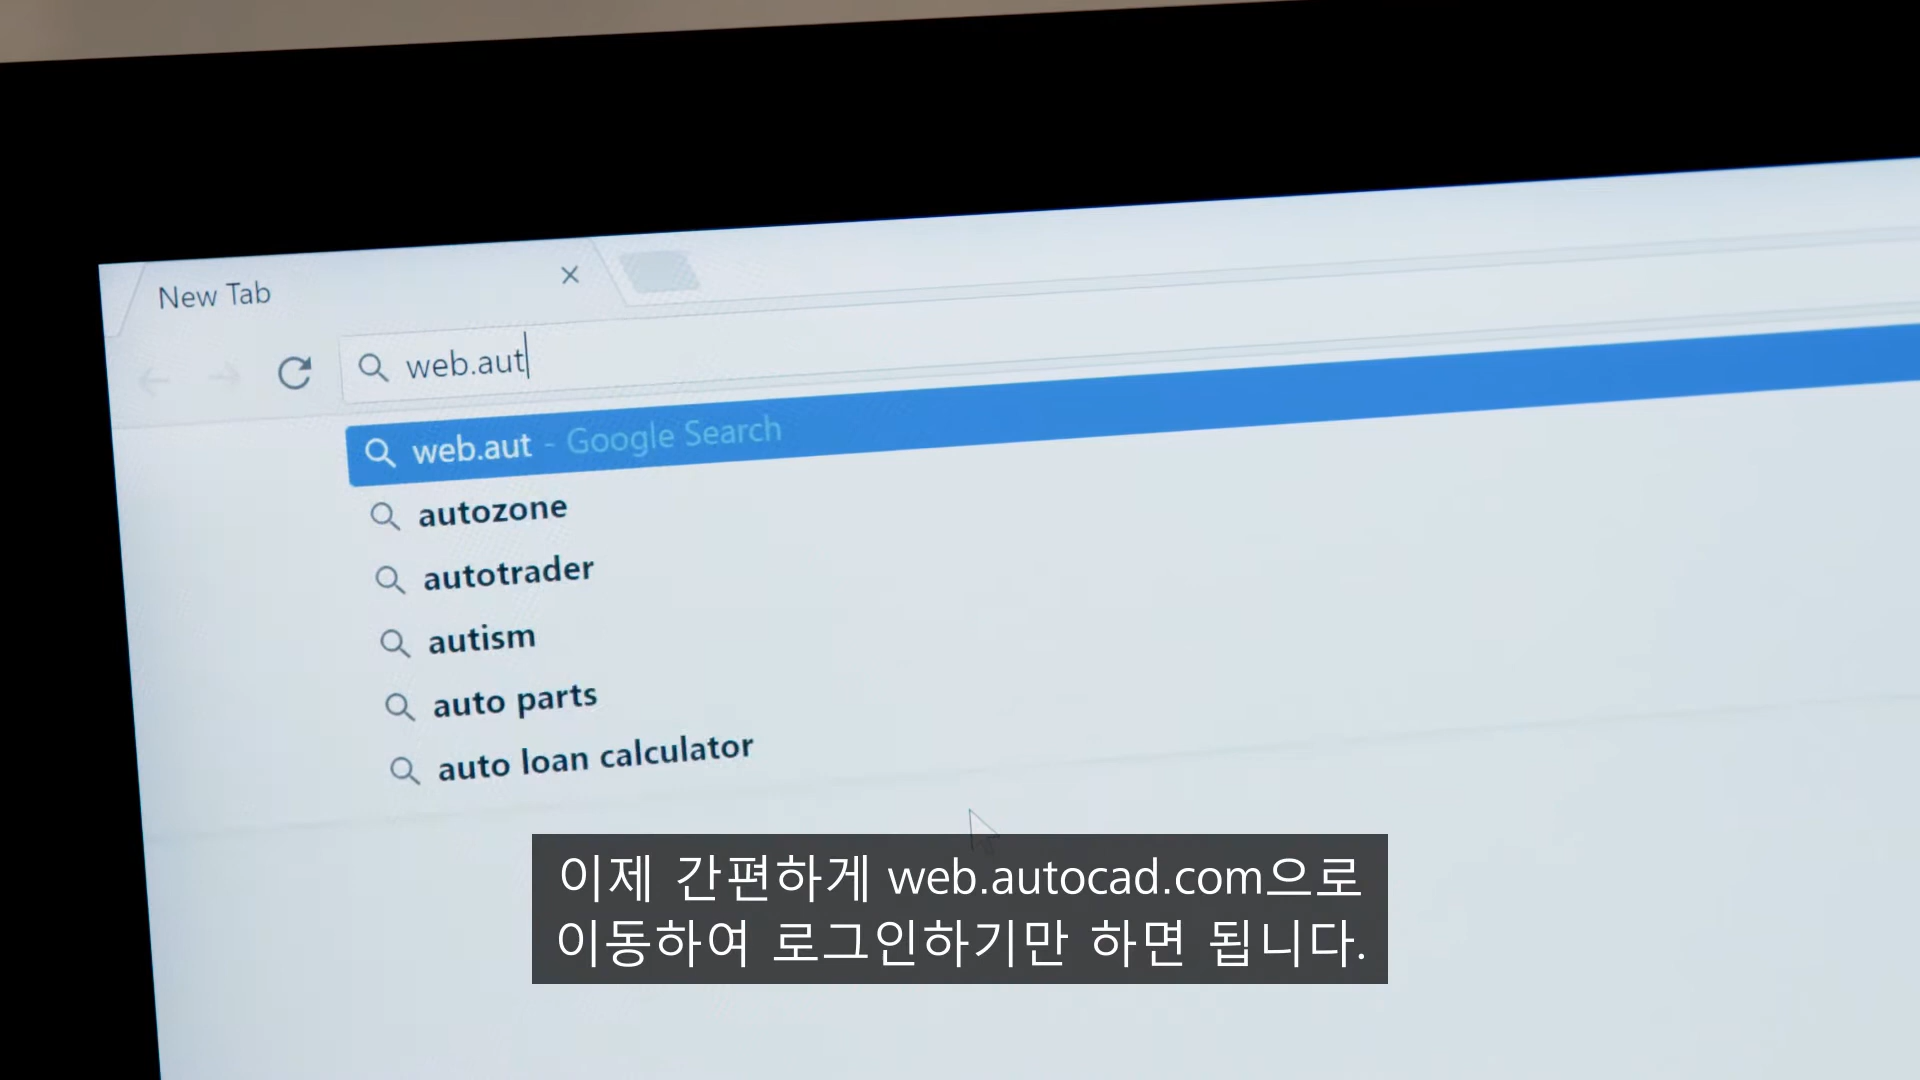 New Tab
web.aut
web.aut - Google Search
autozone
autotrader
autism
auto parts
auto loan calculator
이제 간편하게 web.autocad.com으로
이동하여 로그인하기만 하면 됩니다.